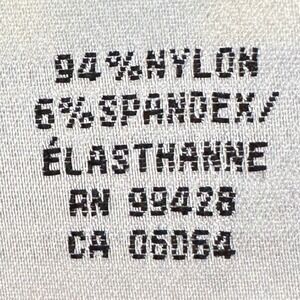 94%NYLON
6%SPANDEX/
ÉLASTHANNE
RN 99428
CA 05064